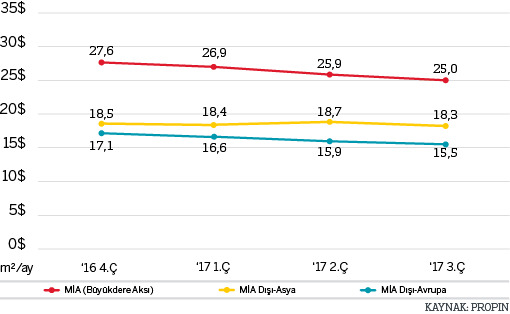 35$
30$
27,6 26,9 25,9 25,0
25$
20$
18,5 18,4 18,7 18,3
15$
17,1 16,6 15,9 15,5
10$
5$
0$
m²/ay '16 4.Ç '17 1.Ç '17 2.Ç '17 3.Ç
MİA (Büyükdere Aksı) MİA Dışı-Asya MİA Dışı-Avrupa
KAYNAK: PROPIN